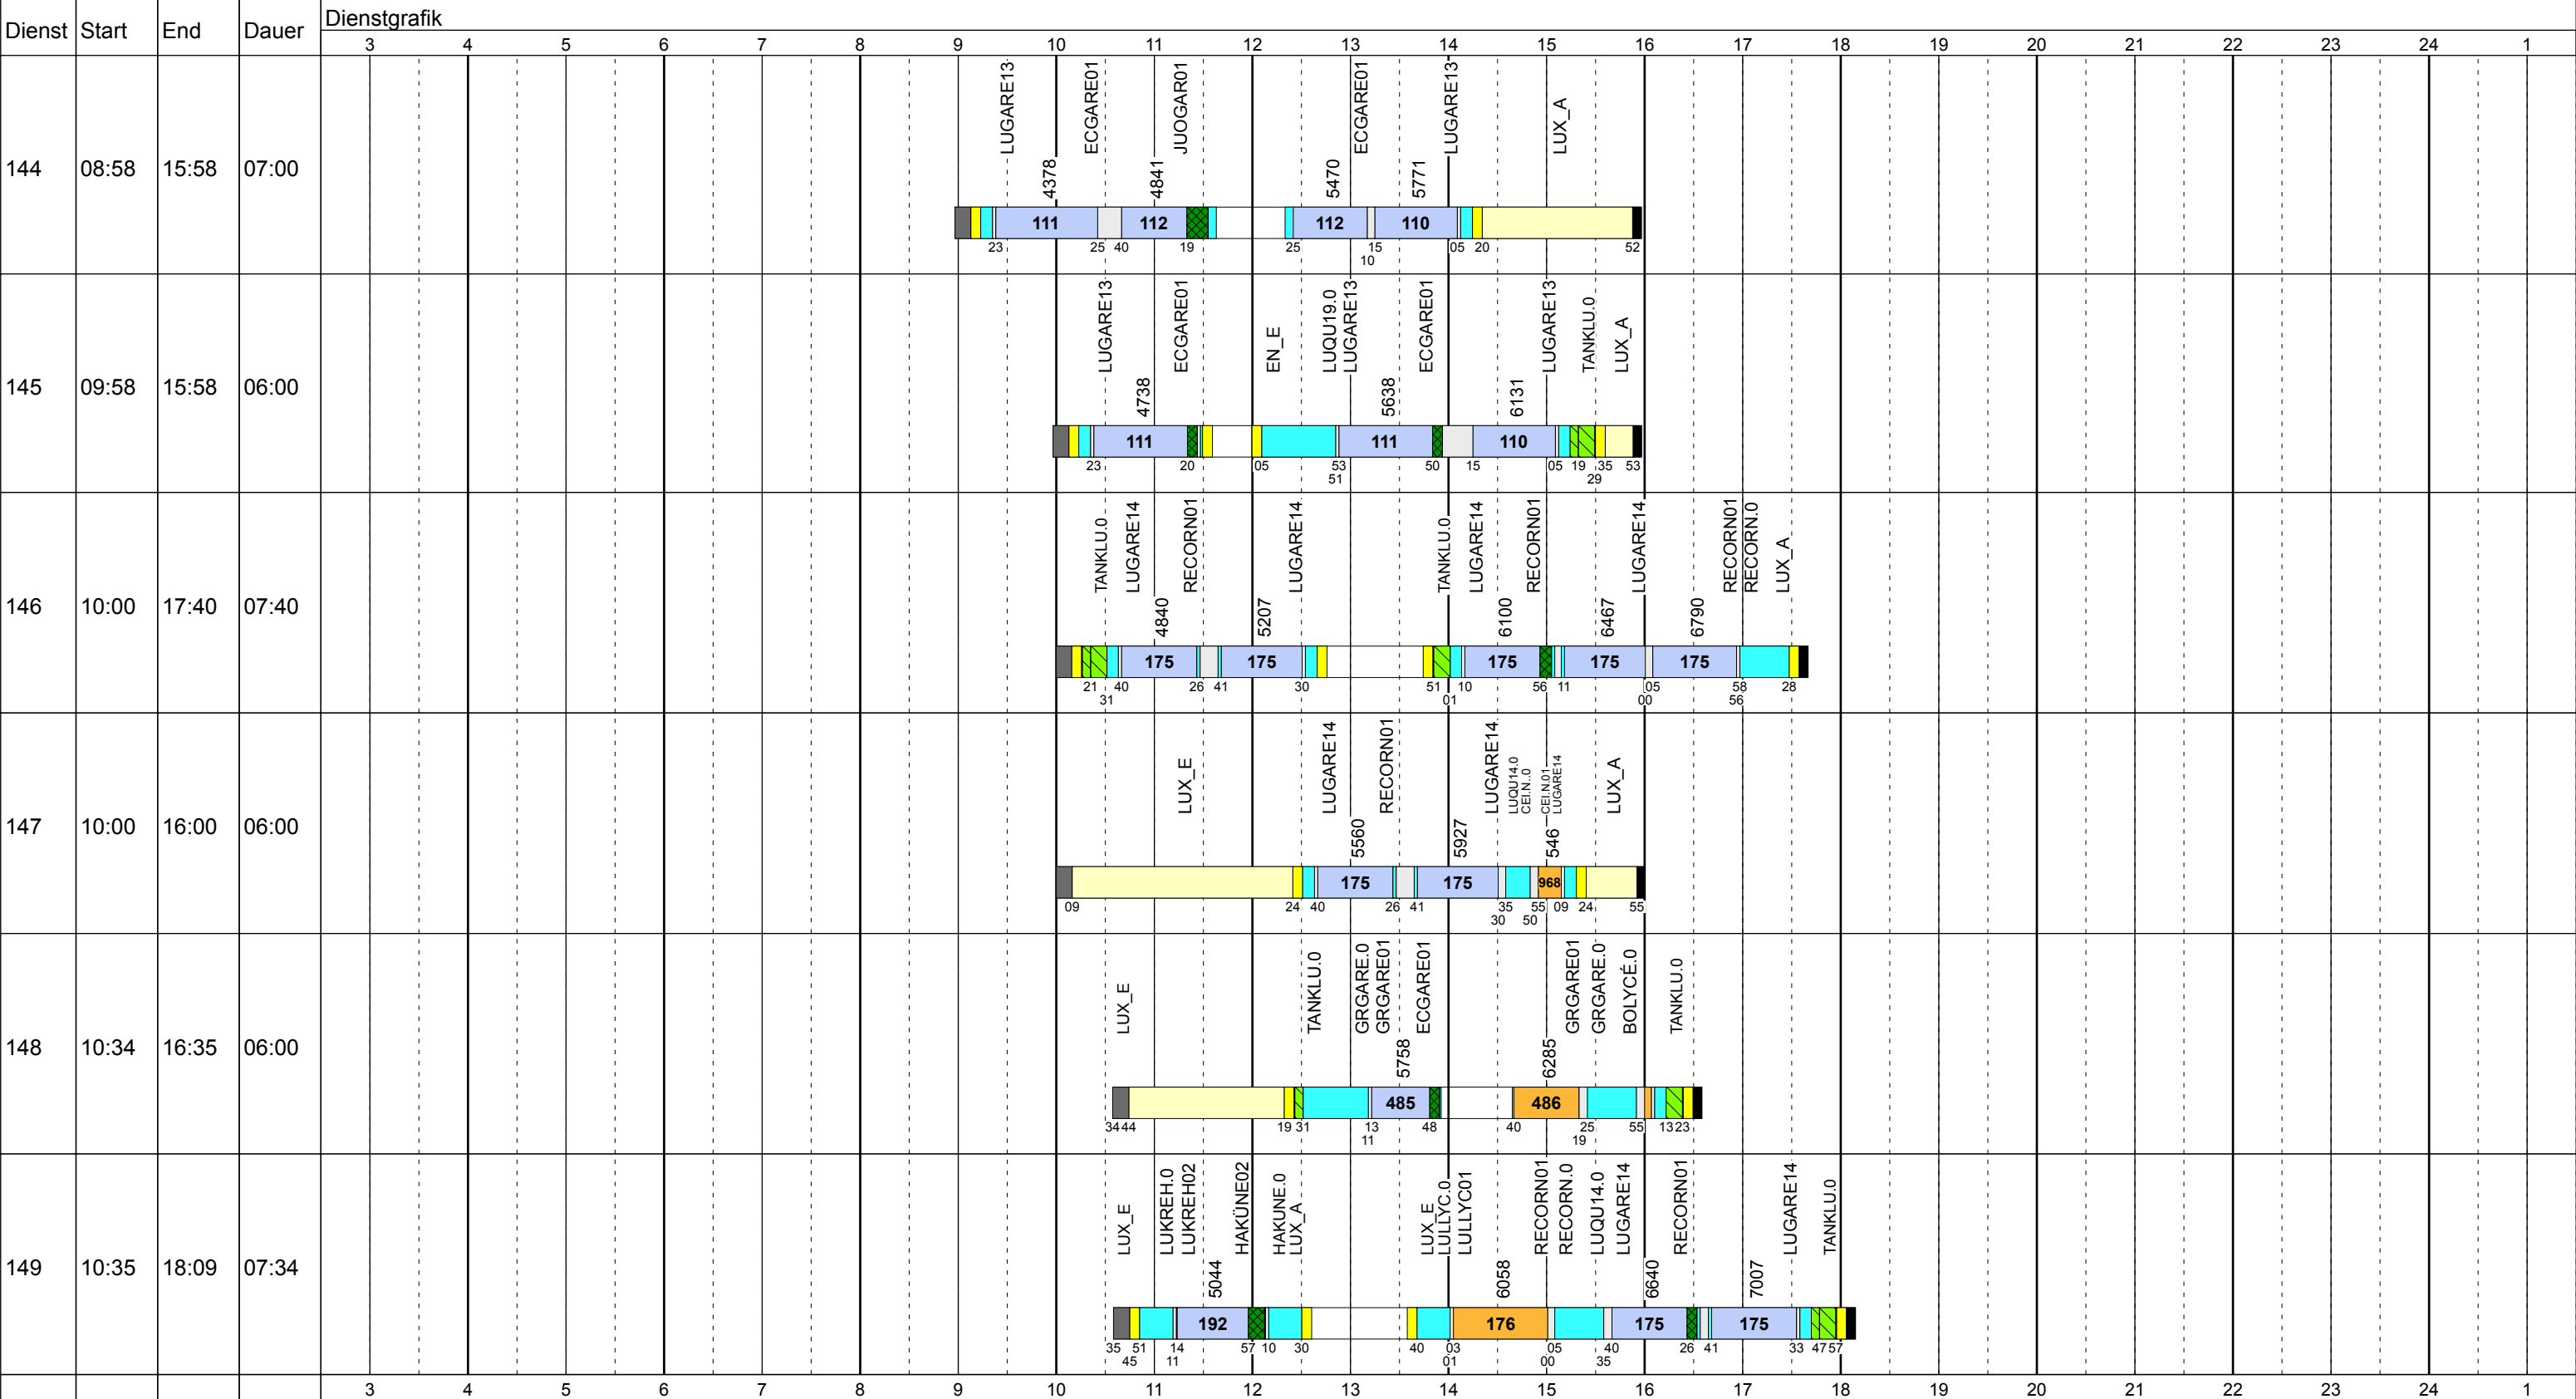 Dienst Start End Dauer Dienstgrafik
3 4 5 6 7 8 9 10 11 12 13 14 15 16 17 18 19 20 21 22 23 24 1
LUGARE13 ECGARE01 JUOGAR01 ECGARE01 LUGARE13 LUX_A
4378 4841 5470 5771
144 08:58 15:58 07:00
111 112 112 110
23 25 40 19 25 15 05 20 52
10
LUGARE13 ECGARE01 EN_E LUQU19.0 LUGARE13 ECGARE01 LUGARE13 TANKLU.0 LUX_A
4738 5638 6131
145 09:58 15:58 06:00
111 111 110
23 20 05 53 50 15 05 19 35 53
51 29
TANKLU.0 LUGARE14 RECORN01 LUGARE14 TANKLU.0 LUGARE14 RECORN01 LUGARE14 RECORN01 RECORN.0 LUX_A
4840 5207 6100 6467 6790
146 10:00 17:40 07:40
175 175 175 175 175
21 40 26 41 30 51 10 56 11 05 58 28
31 01 00 56
LUX_E LUGARE14 RECORN01 LUGARE14 LUQU14.0 CEI.N..0 CEI.N.01 LUGARE14 LUX_A
5560 5927 546
147 10:00 16:00 06:00
175 175 968
09 24 40 26 41 35 55 09 24 55
30 50
LUX_E TANKLU.0 GRGARE.0 GRGARE01 ECGARE01 GRGARE01 GRGARE.0 BOLYCÉ.0 TANKLU.0
5758 6285
148 10:34 16:35 06:00
485 486
34 44 19 31 13 48 40 25 55 13 23
11 19
LUX_E LUKREH.0 LUKREH02 HAKÜNE02 HAKUNE.0 LUX_A LUX_E LULLYC.0 LULLYC01 RECORN01 RECORN.0 LUQU14.0 LUGARE14 RECORN01 LUGARE14 TANKLU.0
5044 6058 6640 7007
149 10:35 18:09 07:34
192 176 175 175
35 51 14 57 10 30 40 03 05 40 26 41 33 47 57
45 11 01 00 35
3 4 5 6 7 8 9 10 11 12 13 14 15 16 17 18 19 20 21 22 23 24 1